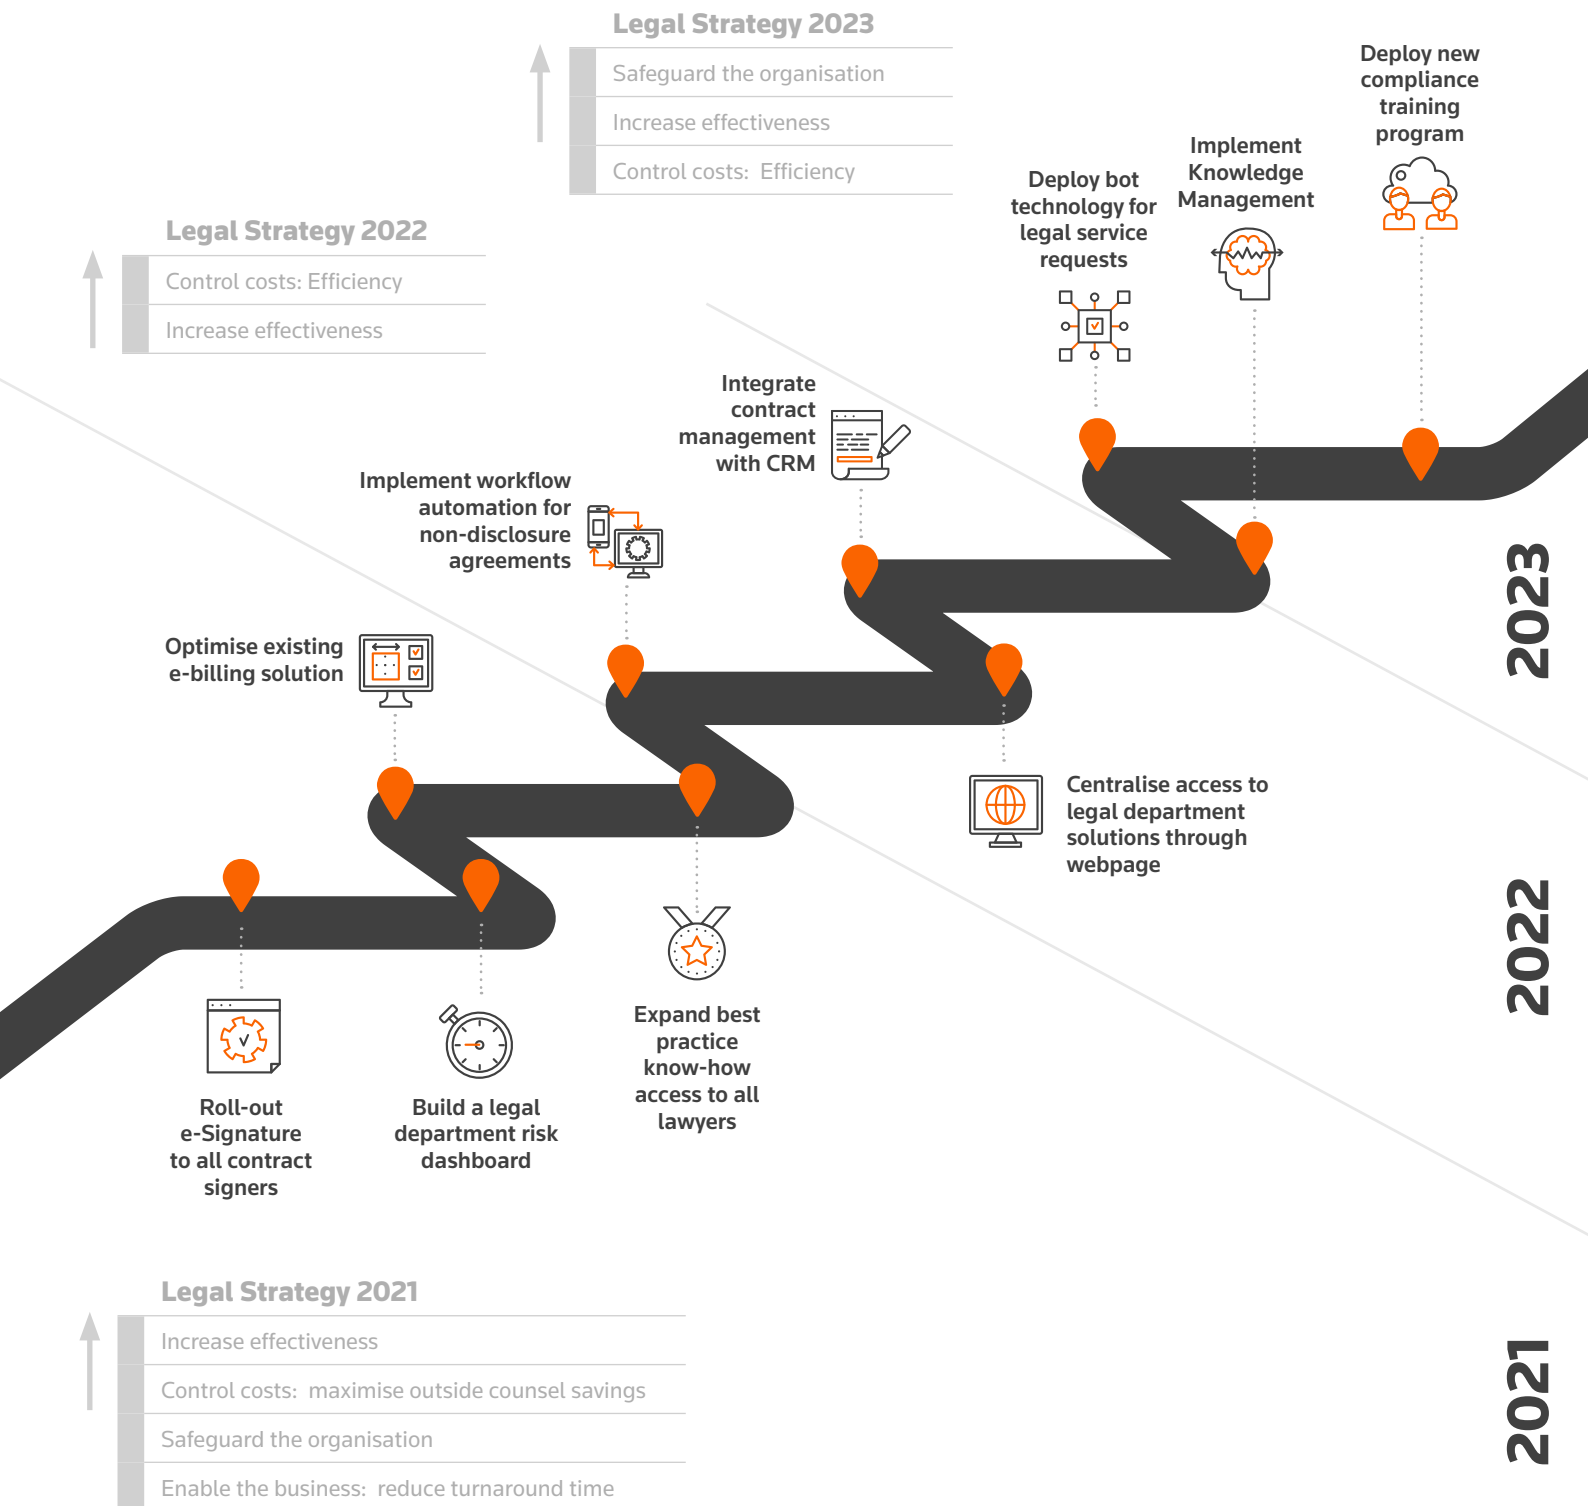 Legal Strategy 2023
Safeguard the organisation
Increase effectiveness
Control costs: Efficiency
Deploy new
compliance
training
program
Implement
Knowledge
Management
Deploy bot
technology for
legal service
requests
Legal Strategy 2022
Control costs: Efficiency
Increase effectiveness
Integrate
contract
management
with CRM
Implement workflow
automation for
non-disclosure
agreements
2023
Optimise existing
e-billing solution
Centralise access to
legal department
solutions through
webpage
2022
Expand best
practice
know-how
access to all
lawyers
Roll-out
e-Signature
to all contract
signers
Build a legal
department risk
dashboard
Legal Strategy 2021
Increase effectiveness
Control costs: maximise outside counsel savings
Safeguard the organisation
Enable the business: reduce turnaround time
2021